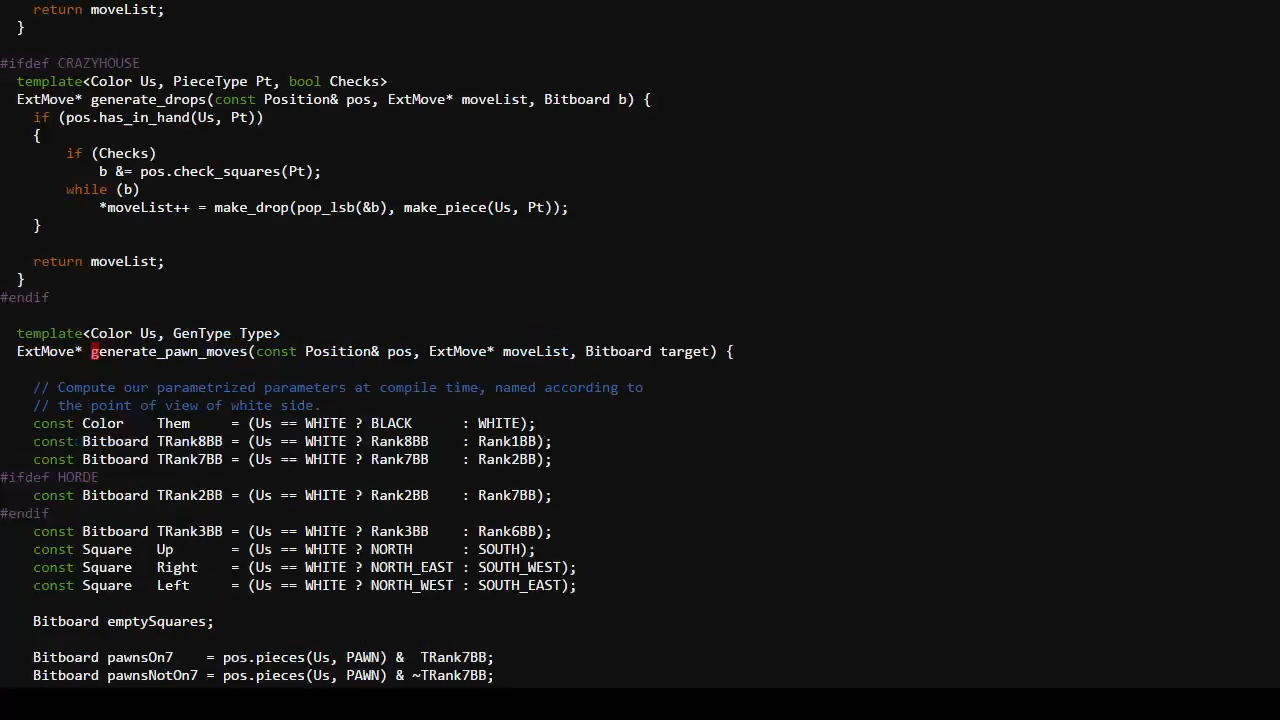 return moveList;
}
#ifdef CRAZYHOUSE
template<Color Us, PieceType Pt, bool Checks>
ExtMove* generate_drops(const Position& pos, ExtMove* moveList, Bitboard b) {
if (pos.has_in_hand(Us, Pt))
{
if (Checks)
b &= pos.check_squares(Pt);
while (b)
*moveList++ = make_drop(pop_lsb(&b), make_piece(Us, Pt));
}
return moveList;
}
#endif
template<Color Us, GenType Type>
ExtMove* generate_pawn_moves(const Position& pos, ExtMove* moveList, Bitboard target) {
// Compute our parametrized parameters at compile time, named according to
// the point of view of white side.
const Color    Them     = (Us == WHITE ? BLACK      : WHITE);
const Bitboard TRank8BB = (Us == WHITE ? Rank8BB    : Rank1BB);
const Bitboard TRank7BB = (Us == WHITE ? Rank7BB    : Rank2BB);
#ifdef HORDE
const Bitboard TRank2BB = (Us == WHITE ? Rank2BB    : Rank7BB);
#endif
const Bitboard TRank3BB = (Us == WHITE ? Rank3BB    : Rank6BB);
const Square   Up       = (Us == WHITE ? NORTH      : SOUTH);
const Square   Right    = (Us == WHITE ? NORTH_EAST : SOUTH_WEST);
const Square   Left     = (Us == WHITE ? NORTH_WEST : SOUTH_EAST);
Bitboard emptySquares;
Bitboard pawnsOn7    = pos.pieces(Us, PAWN) &  TRank7BB;
Bitboard pawnsNotOn7 = pos.pieces(Us, PAWN) & ~TRank7BB;